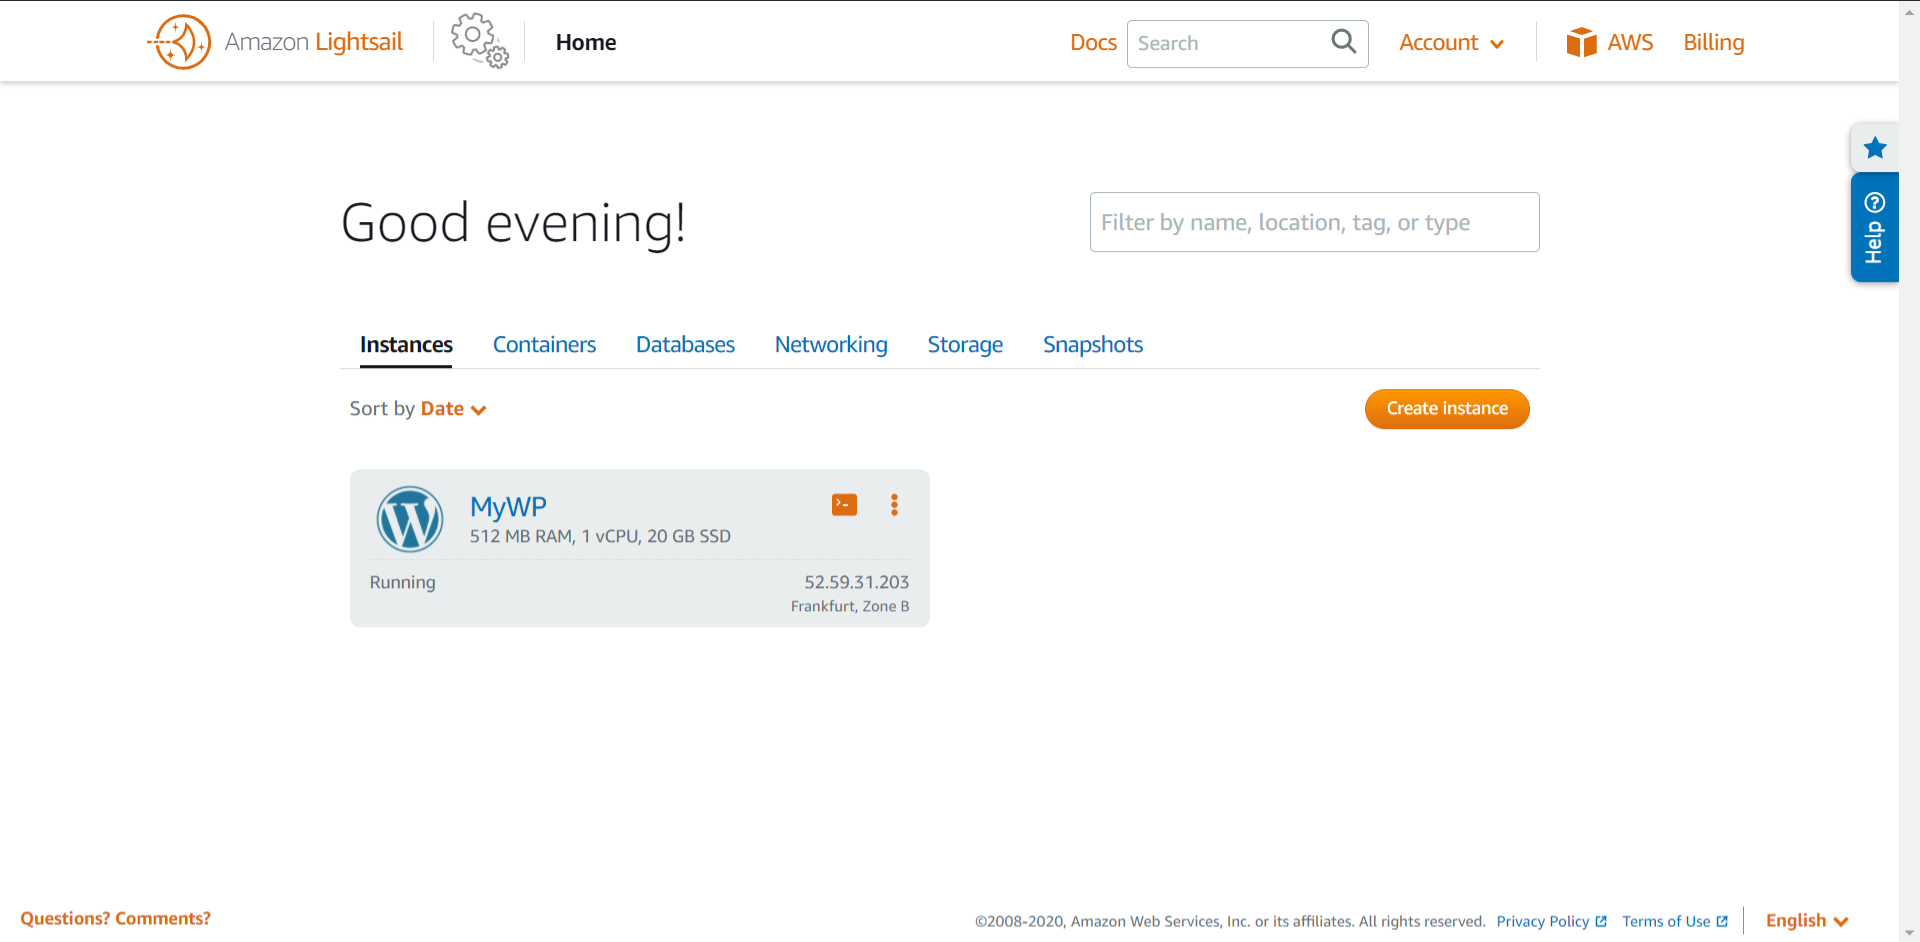 Amazon Lightsail
Home
Docs
Search
Account
AWS
Billing
Help
Good evening!
Filter by name, location, tag, or type
Instances Containers Databases Networking Storage Snapshots
Sort by Date
Create instance
MyWP
512 MB RAM, 1 vCPU, 20 GB SSD
Running
52.59.31.203
Frankfurt, Zone B
Questions? Comments?
©2008-2020, Amazon Web Services, Inc. or its affiliates. All rights reserved. Privacy Policy Terms of Use
English